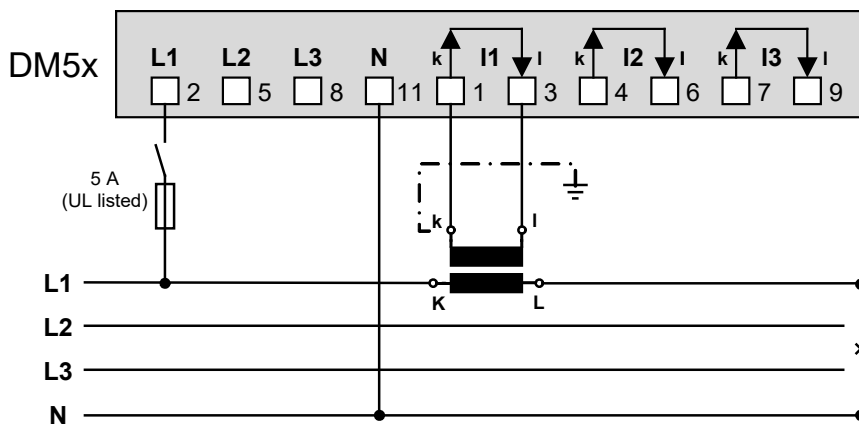 DM5x
L1 L2 L3 N k I1 l k I2 l k I3 l
2 5 8 11 1 3 4 6 7 9
5 A
(UL listed)
k l
L1
K L
L2
L3
N